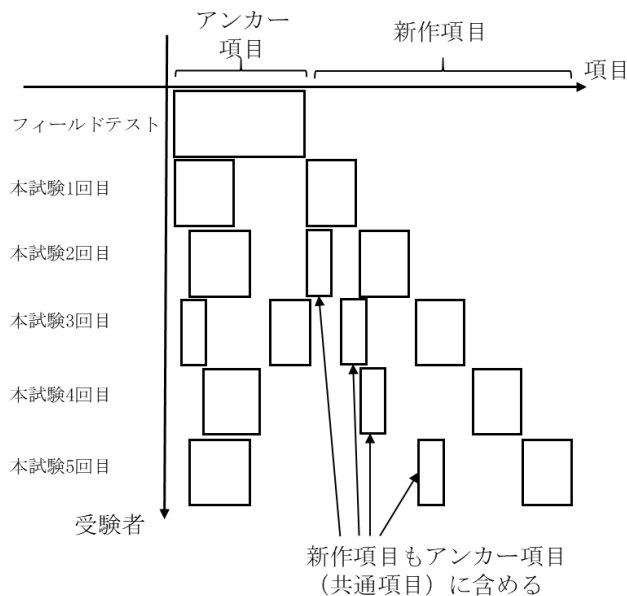 アンカー
項目
新作項目
項目
フィールドテスト
本試験1回目
本試験2回目
本試験3回目
本試験4回目
本試験5回目
受験者
新作項目もアンカー項目
(共通項目)に含める